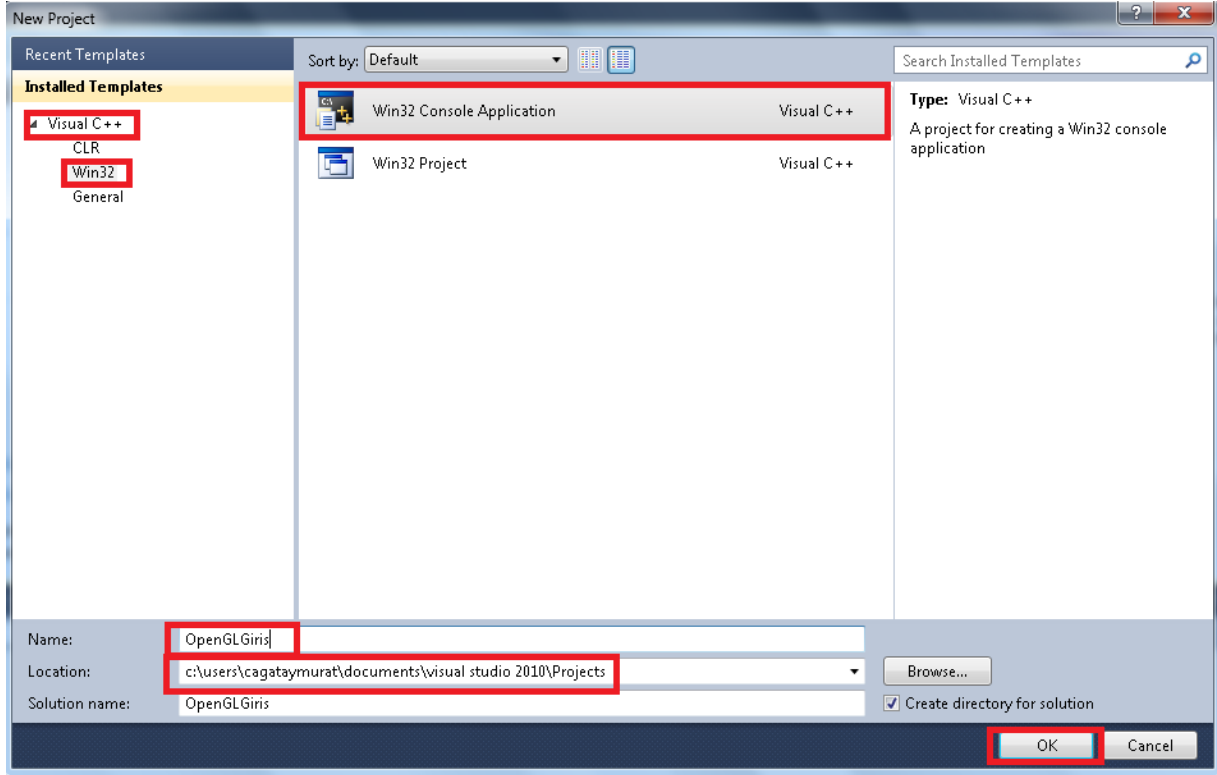 New Project
Recent Templates
Installed Templates
Visual C++
CLR
Win32
General
Sort by: Default
Win32 Console Application Visual C++
Win32 Project Visual C++
Search Installed Templates
Type: Visual C++
A project for creating a Win32 console
application
Name: OpenGLGiris
Location: c:\users\cagataymurat\documents\visual studio 2010\Projects
Browse...
Solution name: OpenGLGiris
Create directory for solution
OK Cancel